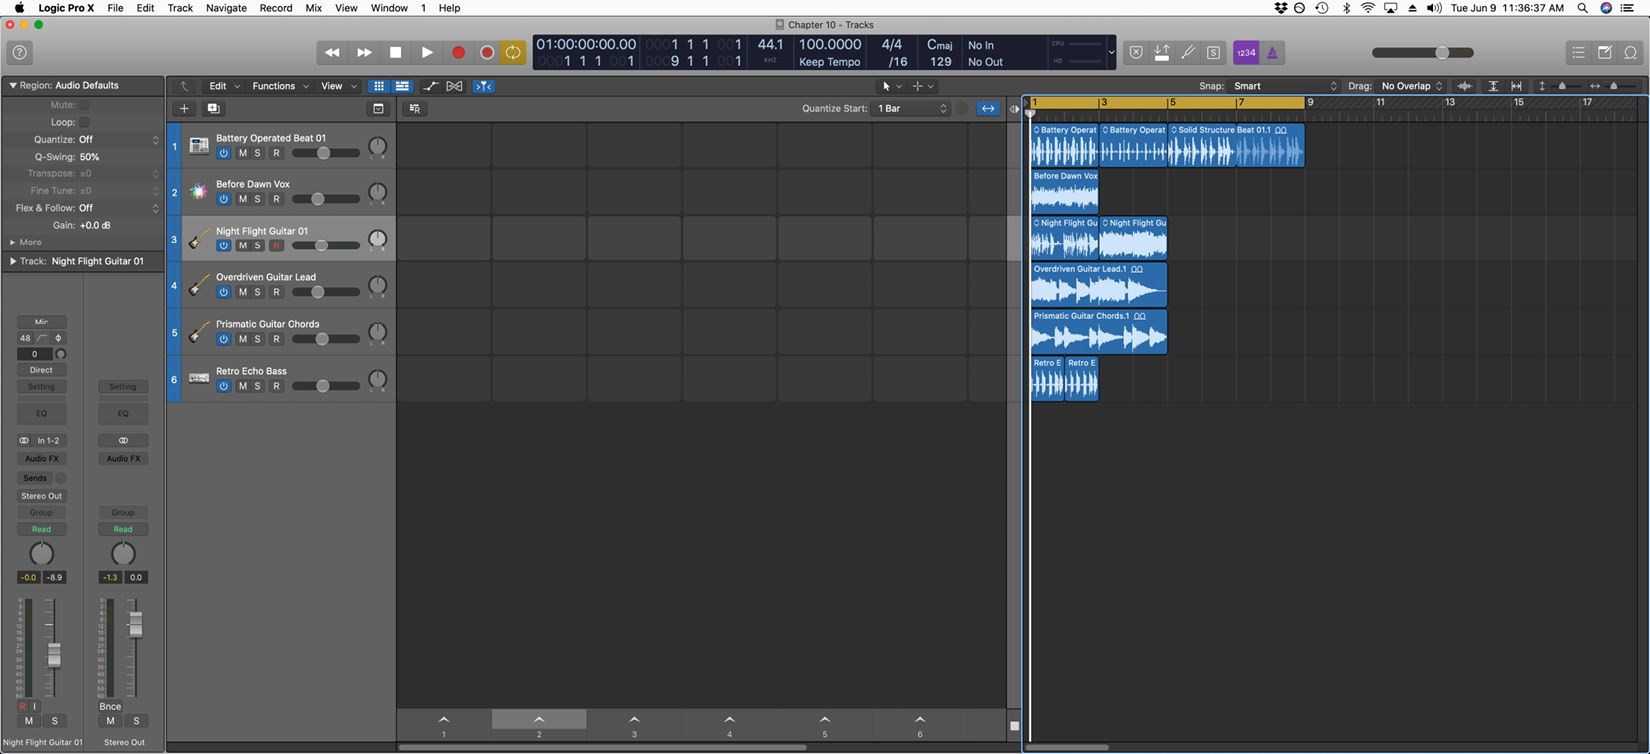 Logic Pro X File Edit Track Navigate Record Mix View Window 1 Help Tue Jun 9 11:36:37 AM
Chapter 10 - Tracks
01:00:00:00.00 0001 1 1 001 44.1 100.0000 4/4 Cmaj No In CPU
0001 1 1 001 0009 1 1 001 KHZ Keep Tempo /16 129 No Out HD
1234
Region: Audio Defaults
Edit Functions View
Snap: Smart Drag: No Overlap
Mute:
Loop:
Quantize: Off
Q-Swing: 50%
Transpose: ±0
Fine Tune: ±0
Flex & Follow: Off
Gain: +0.0 dB
More
Track: Night Flight Guitar 01
Quantize Start: 1 Bar
1 3 5 7 9 11 13 15 17
1 Battery Operated Beat 01
M S R
2 Before Dawn Vox
M S R
3 Night Flight Guitar 01
M S R
4 Overdriven Guitar Lead
M S R
5 Prismatic Guitar Chords
M S R
6 Retro Echo Bass
M S R
Battery Operat Battery Operat Solid Structure Beat 01.1
Before Dawn Vox
Night Flight Gu Night Flight Gu
Overdriven Guitar Lead.1
Prismatic Guitar Chords.1
Retro E Retro E
Mic
48
0
Direct
Setting Setting
EQ EQ
In 1-2
Audio FX Audio FX
Sends
Stereo Out
Group Group
Read Read
-0.0 -8.9 -1.3 0.0
R I Bnce
M S M S
Night Flight Guitar 01 Stereo Out
1 2 3 4 5 6